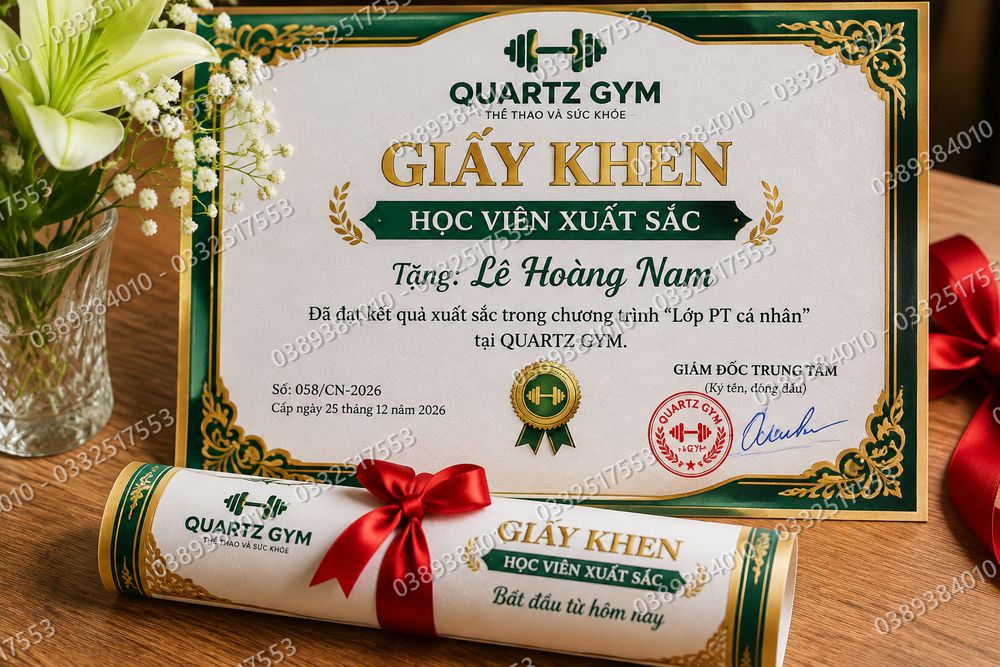 QUARTZ GYM
THỂ THAO VÀ SỨC KHỎE
GIẤY KHEN
HỌC VIÊN XUẤT SẮC
Tặng: Lê Hoàng Nam
Đã đạt kết quả xuất sắc trong chương trình “Lớp PT cá nhân”
tại QUARTZ GYM.
GIÁM ĐỐC TRUNG TÂM
(Ký tên, đóng dấu)
Số: 058/CN-2026
Cấp ngày 25 tháng 12 năm 2026
QUARTZ GYM
QUARTZ GYM
THỂ THAO VÀ SỨC KHỎE
GIẤY KHEN
HỌC VIÊN XUẤT SẮC
Bắt đầu từ hôm nay
0389384010 - 0332517553